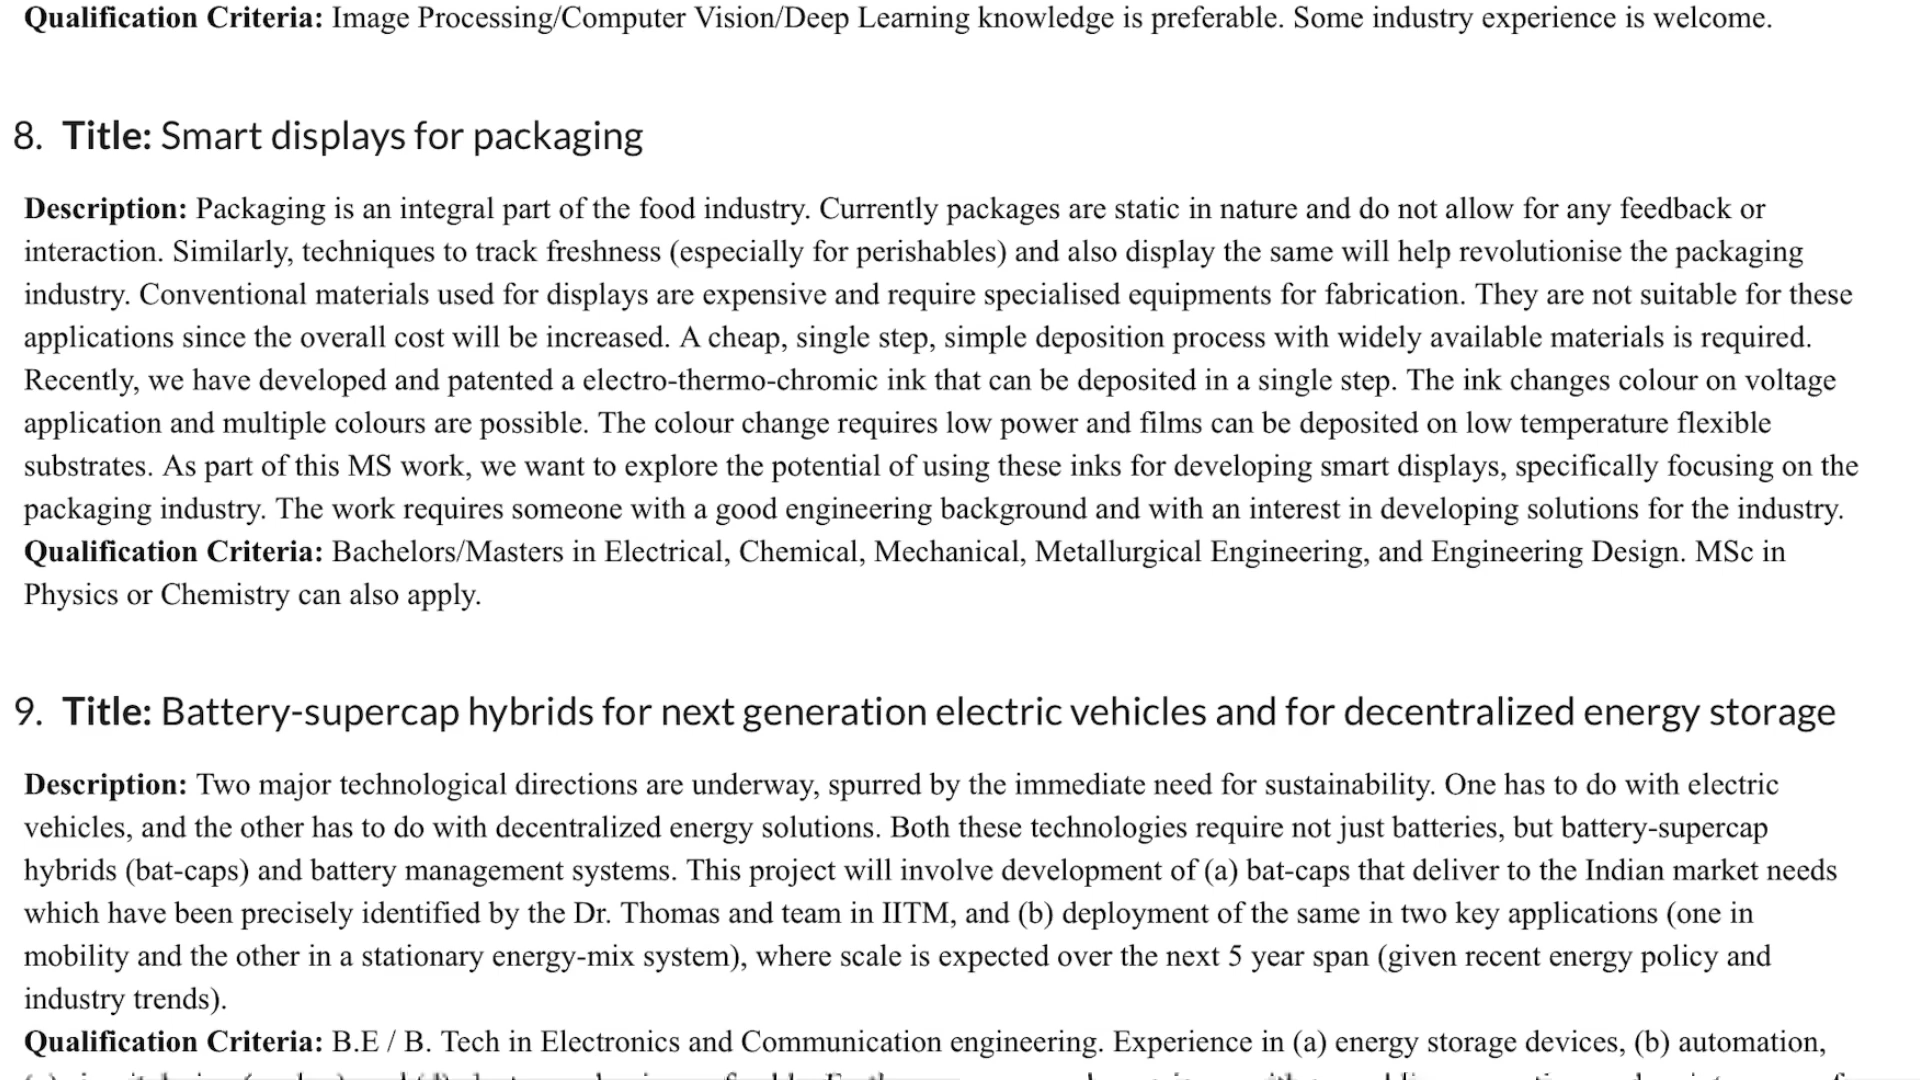 Qualification Criteria: Image Processing/Computer Vision/Deep Learning knowledge is preferable. Some industry experience is welcome.
8. Title: Smart displays for packaging
Description: Packaging is an integral part of the food industry. Currently packages are static in nature and do not allow for any feedback or
interaction. Similarly, techniques to track freshness (especially for perishables) and also display the same will help revolutionise the packaging
industry. Conventional materials used for displays are expensive and require specialised equipments for fabrication. They are not suitable for these
applications since the overall cost will be increased. A cheap, single step, simple deposition process with widely available materials is required.
Recently, we have developed and patented a electro-thermo-chromic ink that can be deposited in a single step. The ink changes colour on voltage
application and multiple colours are possible. The colour change requires low power and films can be deposited on low temperature flexible
substrates. As part of this MS work, we want to explore the potential of using these inks for developing smart displays, specifically focusing on the
packaging industry. The work requires someone with a good engineering background and with an interest in developing solutions for the industry.
Qualification Criteria: Bachelors/Masters in Electrical, Chemical, Mechanical, Metallurgical Engineering, and Engineering Design. MSc in
Physics or Chemistry can also apply.
9. Title: Battery-supercap hybrids for next generation electric vehicles and for decentralized energy storage
Description: Two major technological directions are underway, spurred by the immediate need for sustainability. One has to do with electric
vehicles, and the other has to do with decentralized energy solutions. Both these technologies require not just batteries, but battery-supercap
hybrids (bat-caps) and battery management systems. This project will involve development of (a) bat-caps that deliver to the Indian market needs
which have been precisely identified by the Dr. Thomas and team in IITM, and (b) deployment of the same in two key applications (one in
mobility and the other in a stationary energy-mix system), where scale is expected over the next 5 year span (given recent energy policy and
industry trends).
Qualification Criteria: B.E / B. Tech in Electronics and Communication engineering. Experience in (a) energy storage devices, (b) automation,